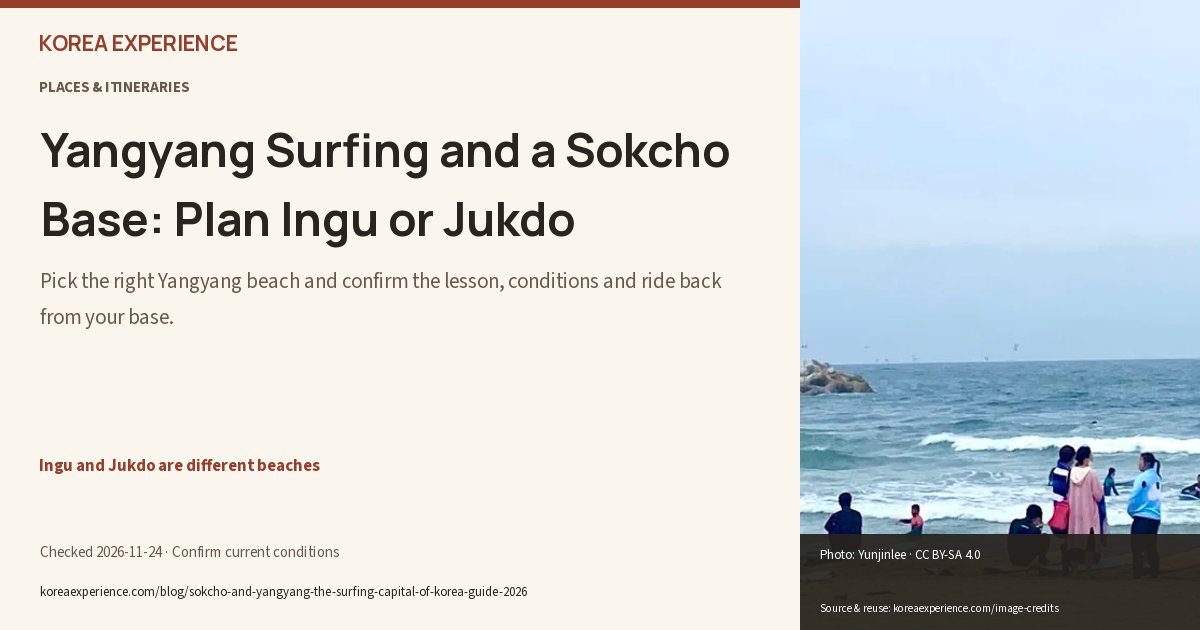 KOREA EXPERIENCE
PLACES & ITINERARIES
Yangyang Surfing and a Sokcho
Base: Plan Ingu or Jukdo
Pick the right Yangyang beach and confirm the lesson, conditions and ride back
from your base.
Ingu and Jukdo are different beaches
Checked 2026-11-24 · Confirm current conditions
koreaexperience.com/blog/sokcho-and-yangyang-the-surfing-capital-of-korea-guide-2026
Photo: Yunjinlee · CC BY-SA 4.0
Source & reuse: koreaexperience.com/image-credits